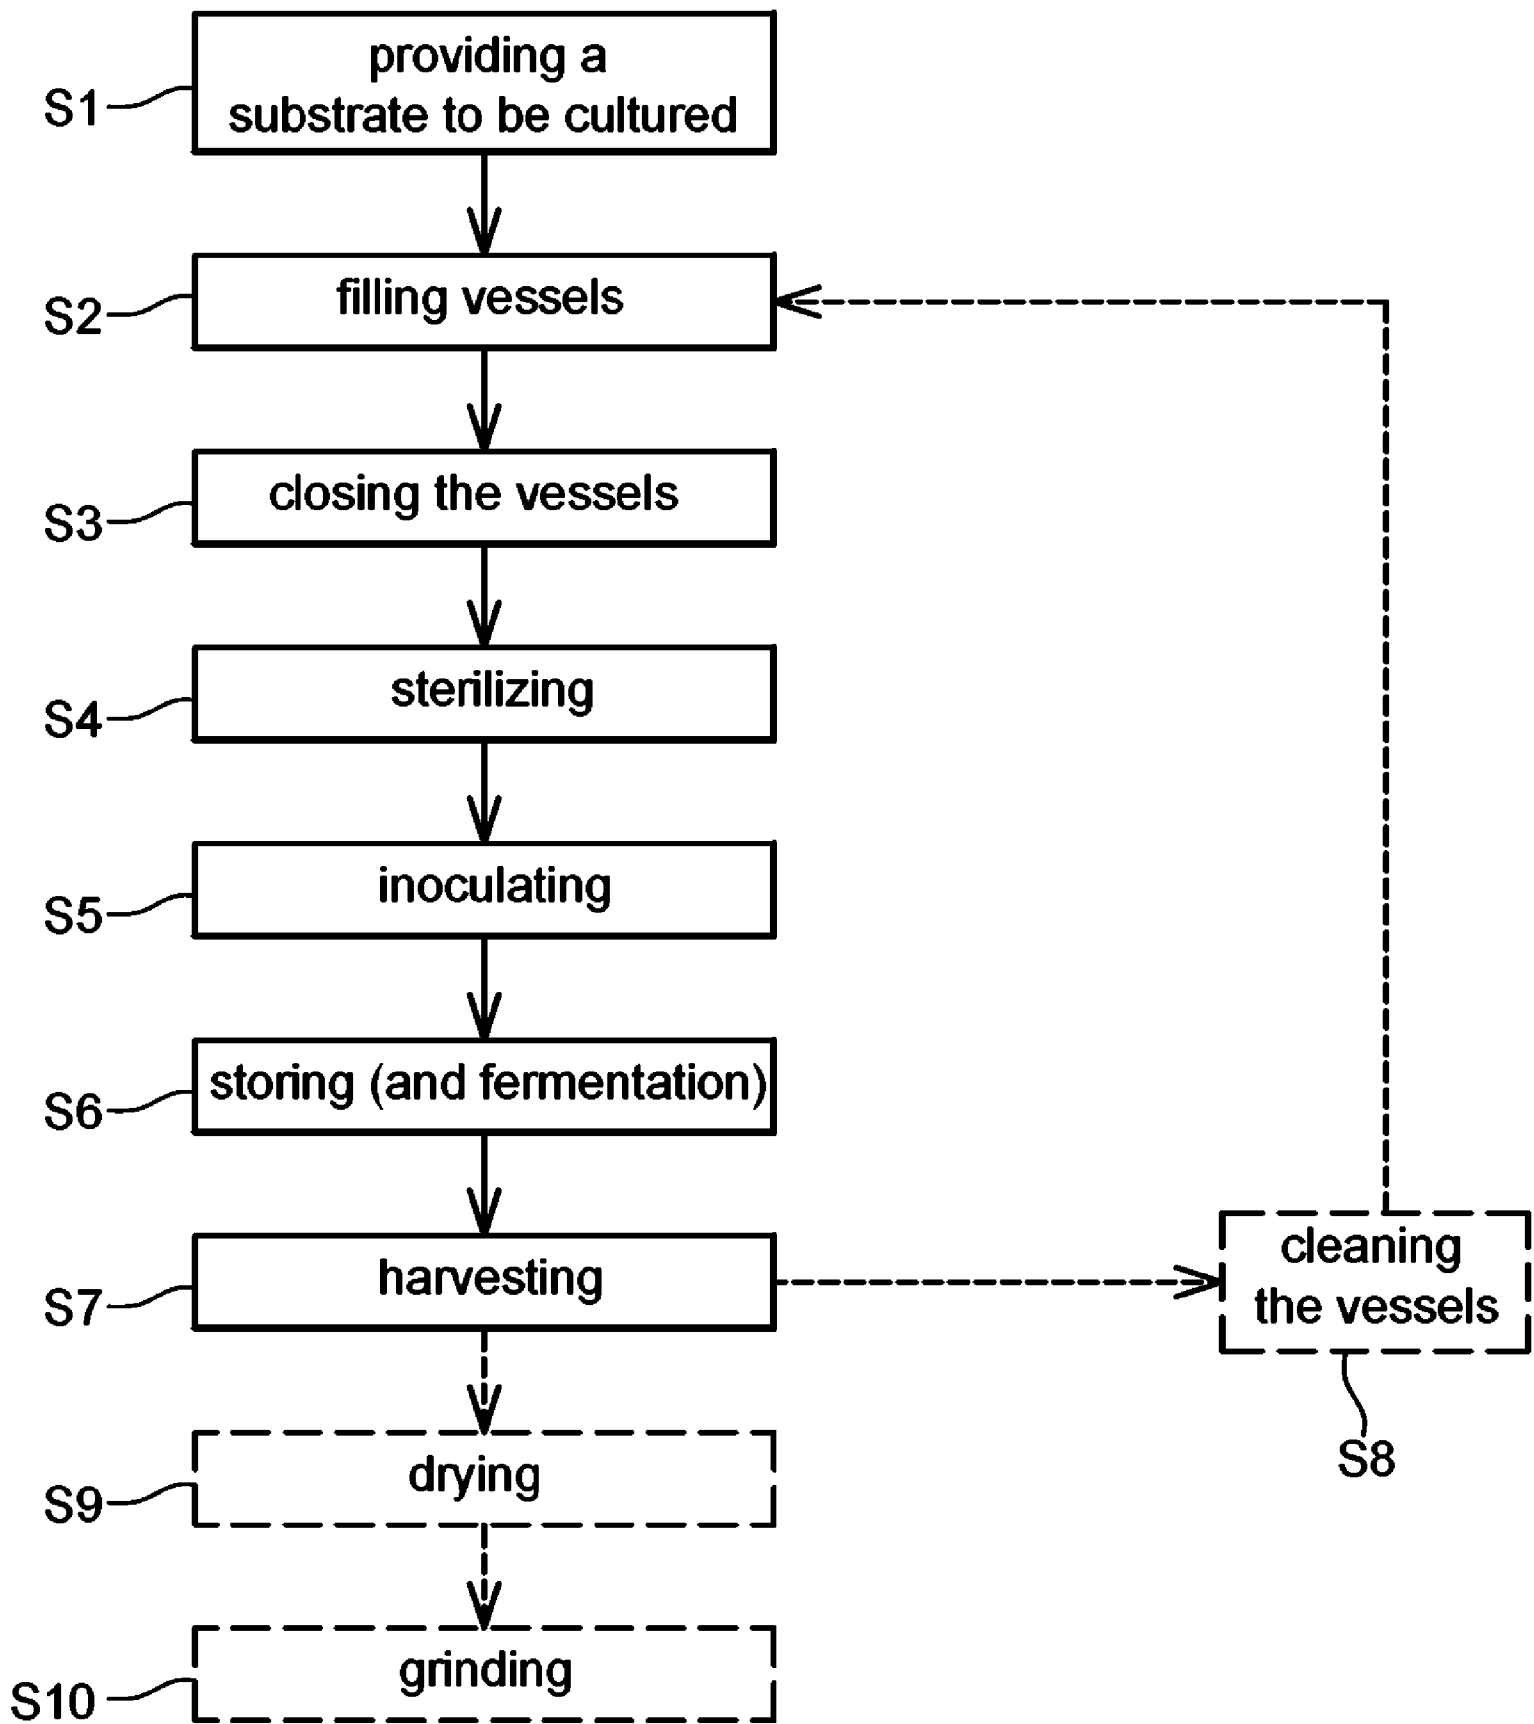 providing a
substrate to be cultured
S1
filling vessels
S2
closing the vessels
S3
sterilizing
S4
inoculating
S5
storing (and fermentation)
S6
harvesting
S7
cleaning
the vessels
S8
drying
S9
grinding
S10